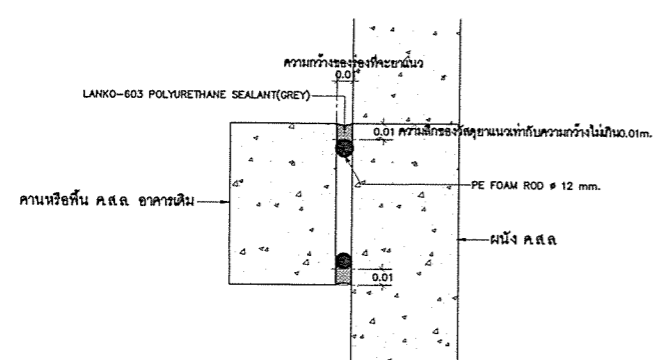 ความกว้างของร่องที่จะยาแนว
0.01
LANKO-603 POLYURETHANE SEALANT(GREY)
0.01 ความลึกของวัสดุยาแนวเท่ากับความกว้างไม่เกิน0.01m.
PE FOAM ROD ø 12 mm.
คานหรือพื้น ค.ส.ล. อาคารเดิม
ผนัง ค.ส.ล
0.01